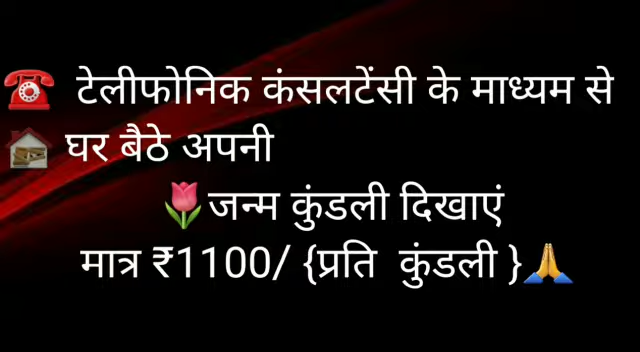 ☎️ टेलीफोनिक कंसलटेंसी के माध्यम से
🏠 घर बैठे अपनी
🌷जन्म कुंडली दिखाएं
मात्र ₹1100/ {प्रति कुंडली }🙏